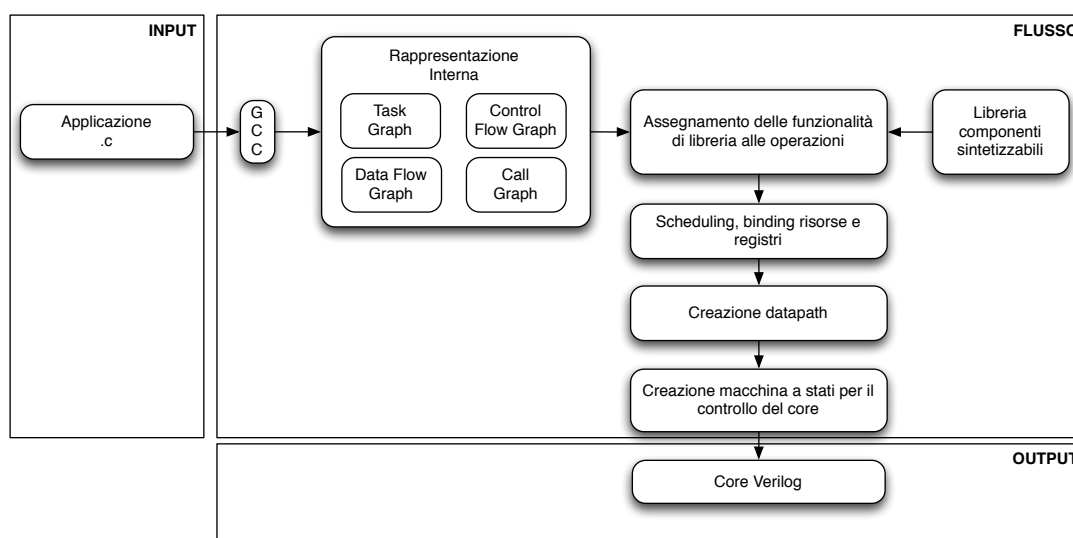 INPUT
FLUSSO
Applicazione
.c
G
C
C
Rappresentazione
Interna
Task
Graph
Control
Flow Graph
Data Flow
Graph
Call
Graph
Assegnamento delle funzionalità
di libreria alle operazioni
Libreria
componenti
sintetizzabili
Scheduling, binding risorse e
registri
Creazione datapath
Creazione macchina a stati per il
controllo del core
OUTPUT
Core Verilog